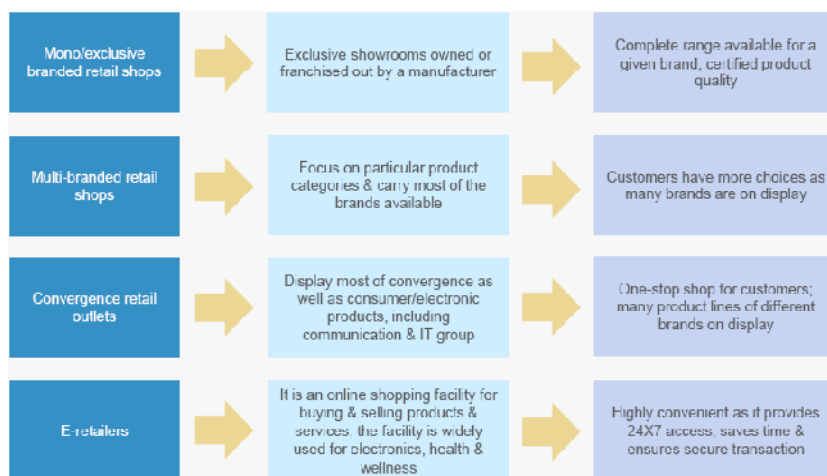 Mono/exclusive
branded retail shops
Exclusive showrooms owned or
franchised out by a manufacturer
Complete range available for a
given brand, certified product
quality
Multi-branded retail
shops
Focus on particular product
categories & carry most of the
brands available
Customers have more choices as
many brands are on display
Convergence retail
outlets
Display most of convergence as
well as consumer/electronic
products, including
communication & IT group
One-stop shop for customers;
many product lines of different
brands on display
E-retailers
It is an online shopping facility for
buying & selling products &
services, the facility is widely
used for electronics, health &
wellness
Highly convenient as it provides
24X7 access, saves time &
ensures secure transaction